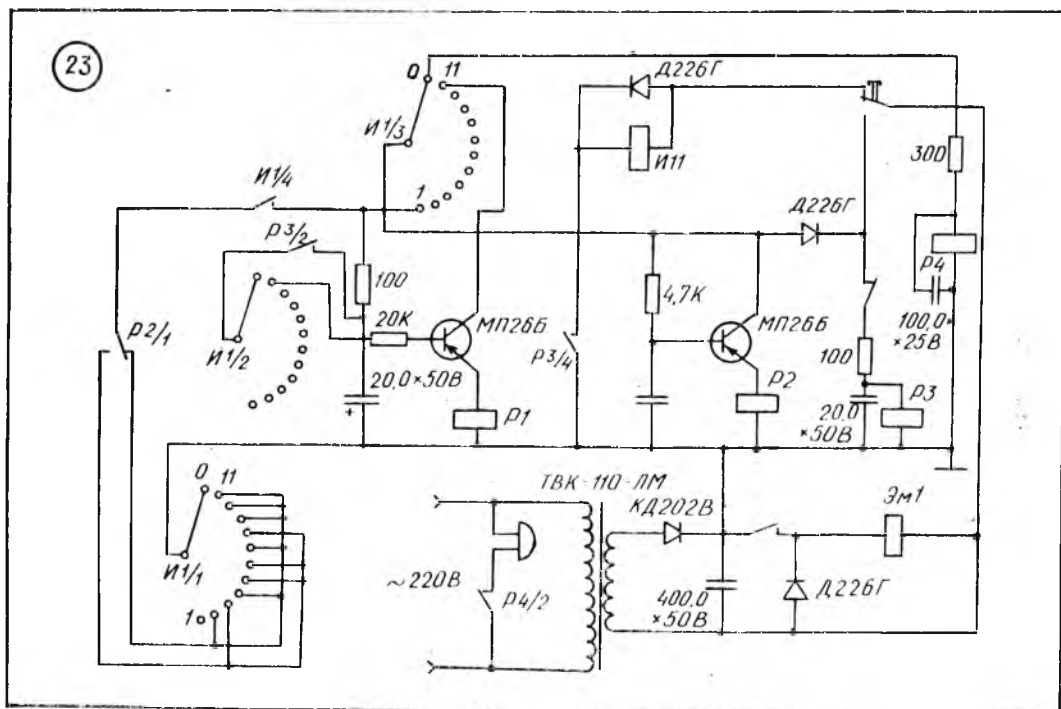 23
0
11
И1/3
1
И1/4
Р3/2
100
И1/2
20К
МП26Б
20,0×50В
+
Р1
Р2/1
Д226Г
И11
Р3/4
Д226Г
4,7К
МП26Б
Р2
300
Р4
100,0×
×25В
100
20,0
×50В
Р3
0
11
И1/1
1
~220В
Р4/2
ТВК-110-ЛМ
КД202В
400,0
×50В
Д226Г
Эм1